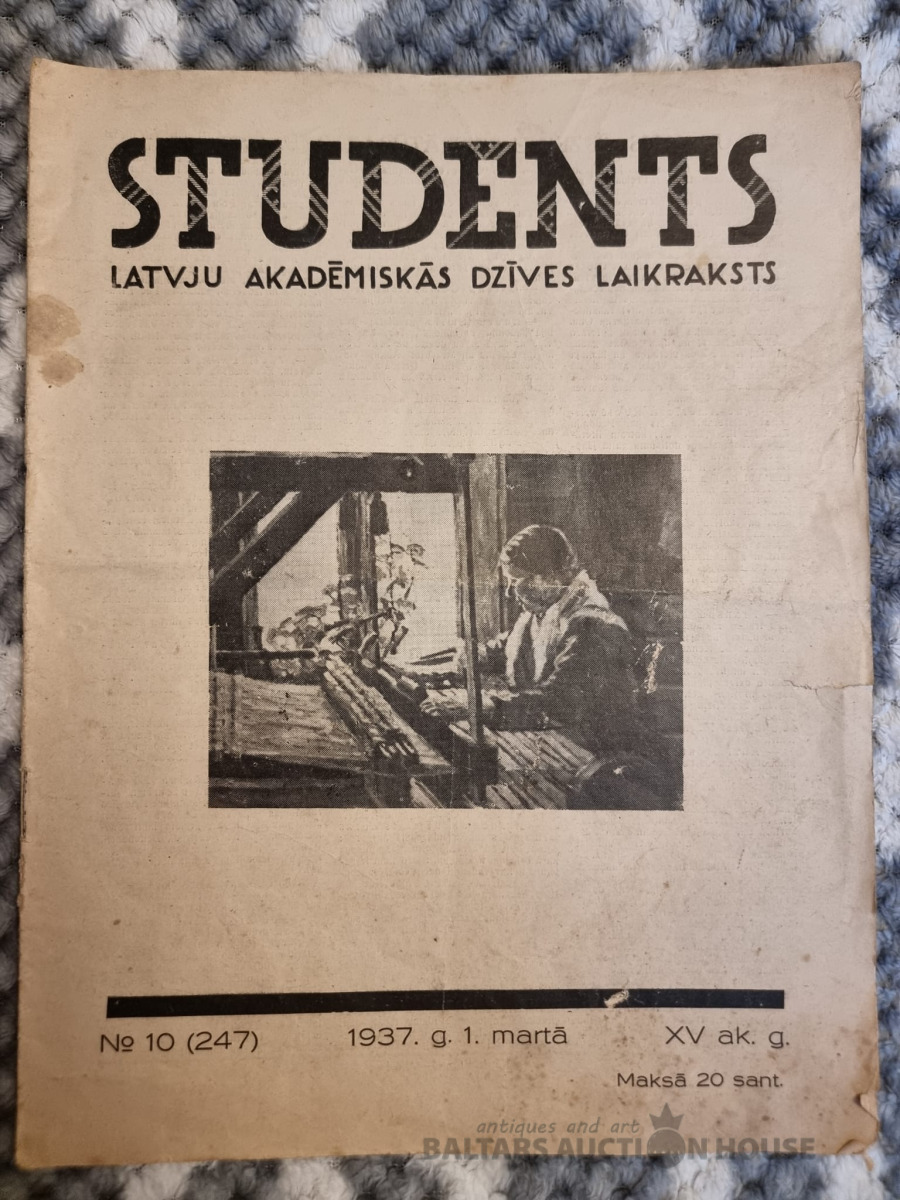 STUDENTS
LATVJU AKADĒMISKĀS DZĪVES LAIKRAKSTS
№ 10 (247) 1937. g. 1. martā XV ak. g.
Maksā 20 sant.
antiques and art
BALTARS AUCTION HOUSE